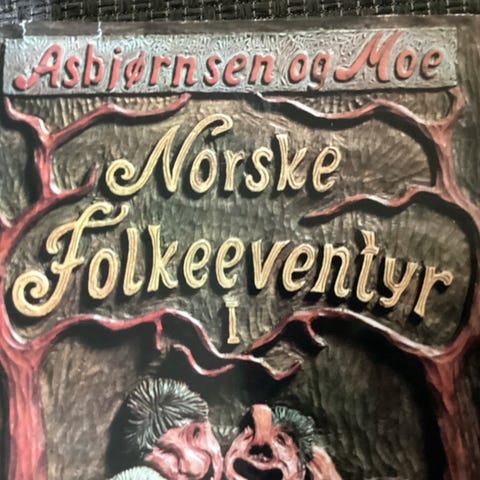 Asbjørnsen og Moe
Norske
Folkeeventyr
I